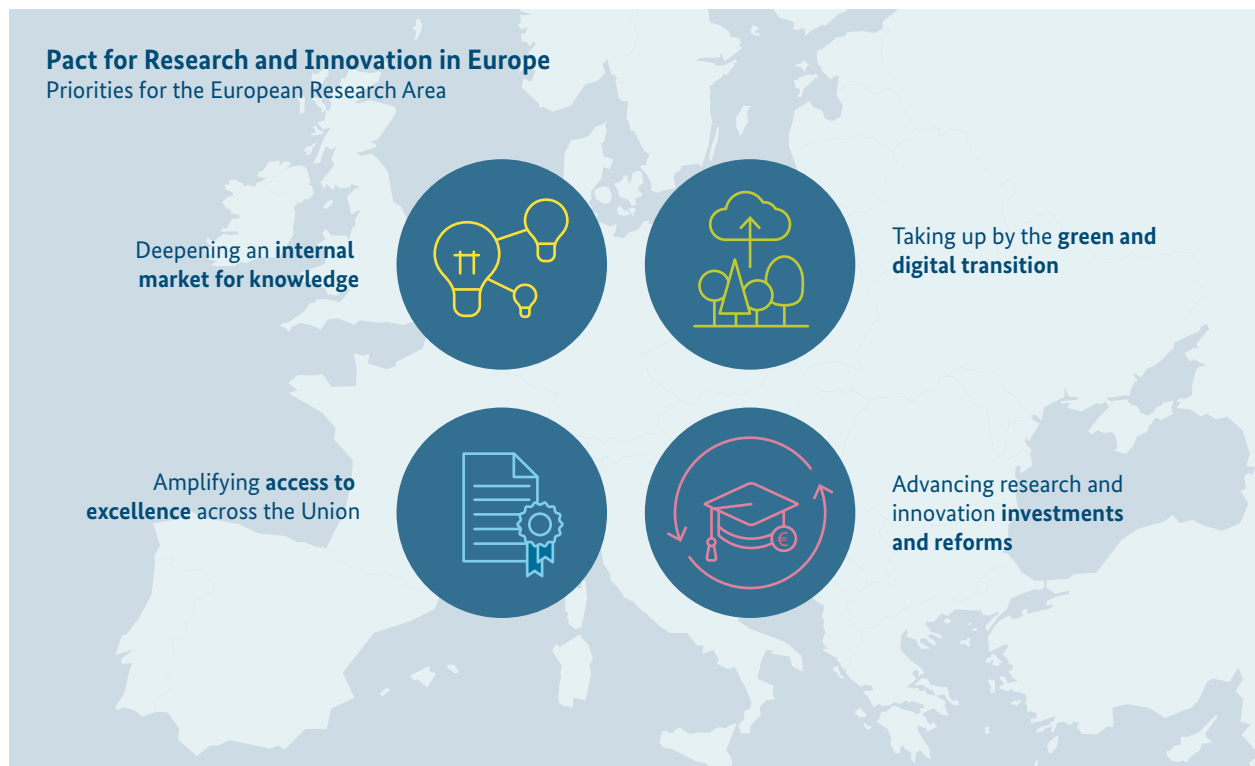 Pact for Research and Innovation in Europe
Priorities for the European Research Area
Deepening an internal
market for knowledge
Taking up by the green and
digital transition
Amplifying access to
excellence across the Union
Advancing research and
innovation investments
and reforms
€